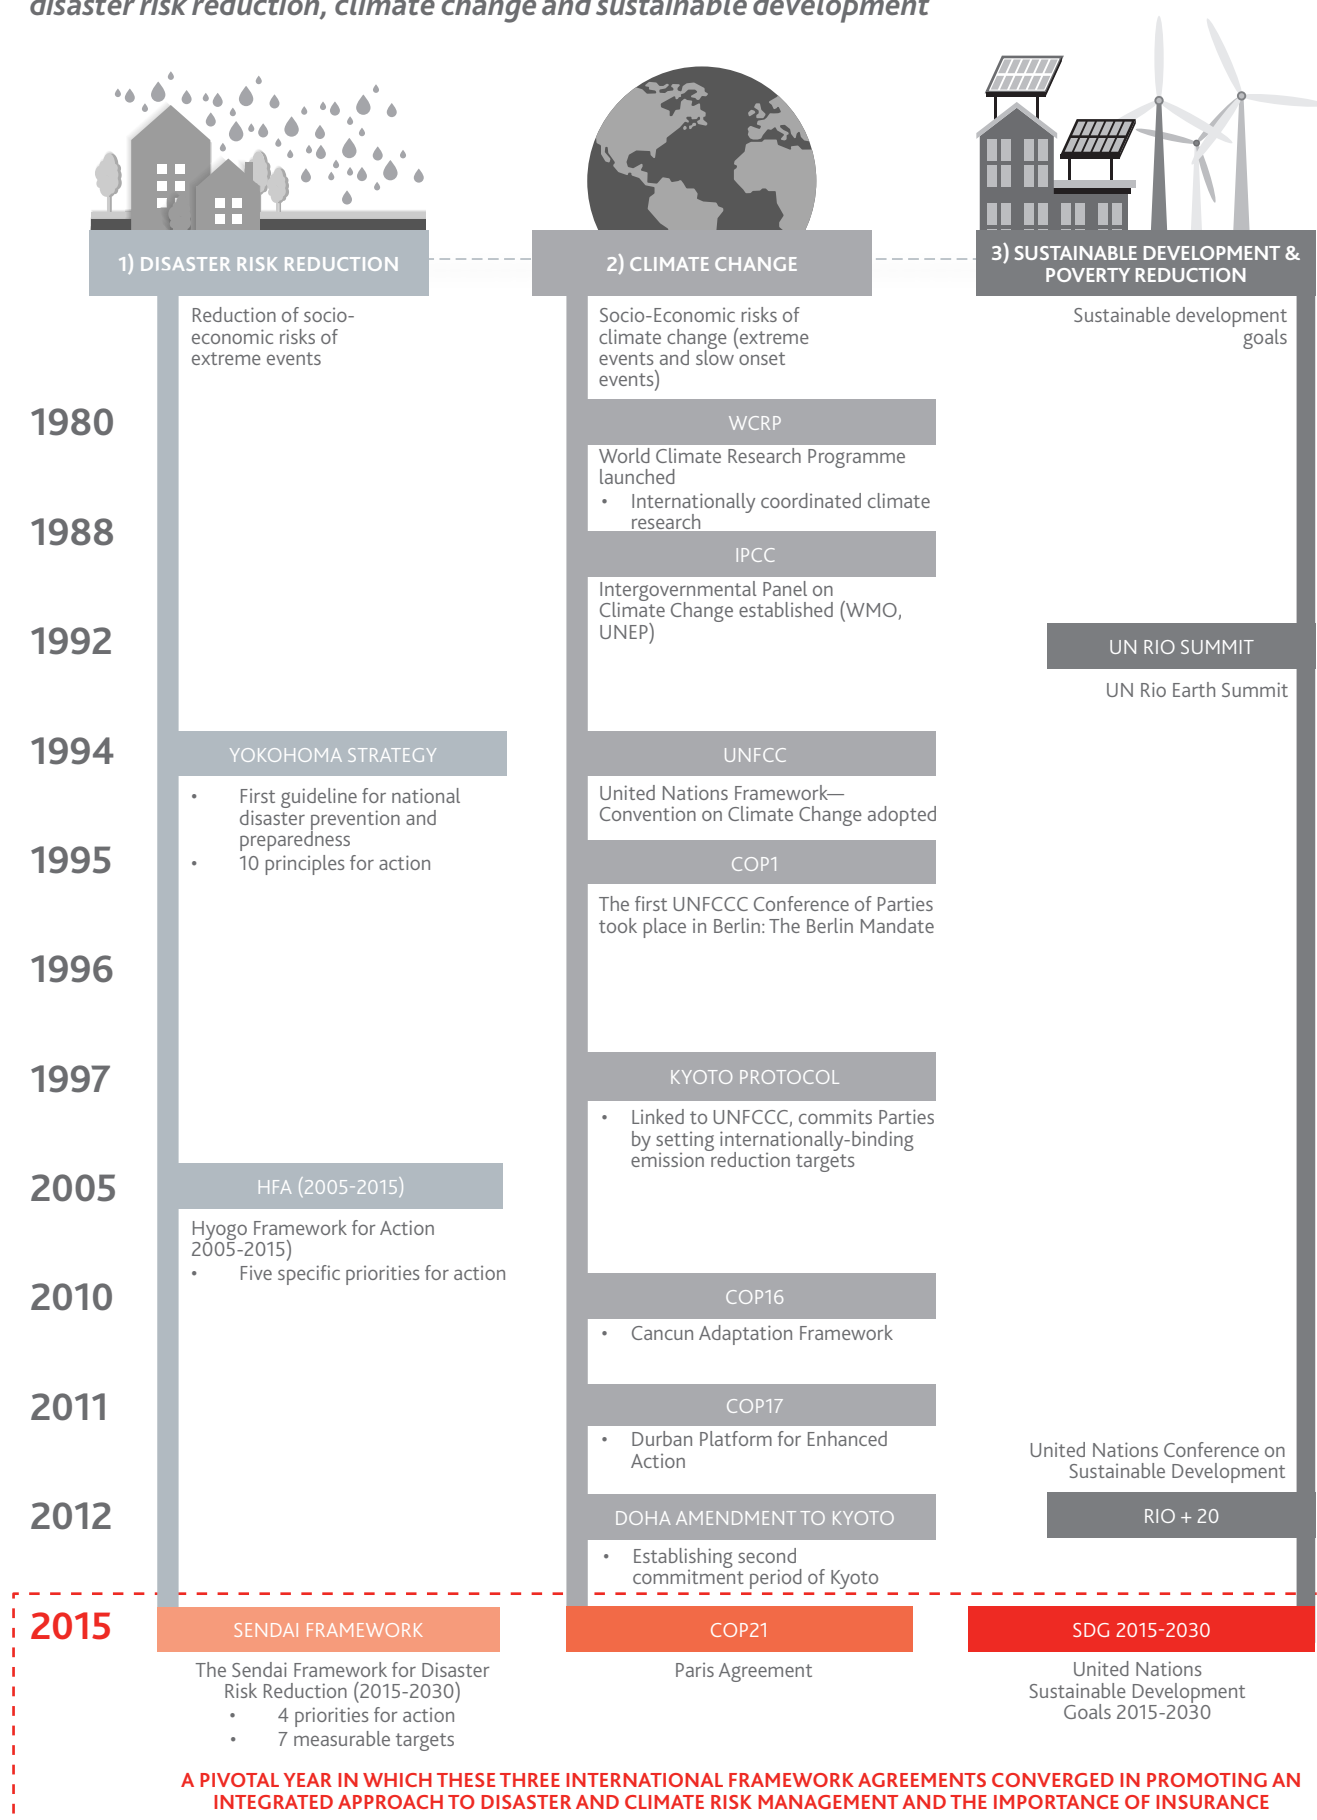 disaster risk reduction, climate change and sustainable development
1) DISASTER RISK REDUCTION
2) CLIMATE CHANGE
3) SUSTAINABLE DEVELOPMENT &
POVERTY REDUCTION
Reduction of socio-
economic risks of
extreme events
Socio-Economic risks of
climate change (extreme
events and slow onset
events)
Sustainable development
goals
1980
WCRP
World Climate Research Programme
launched
• Internationally coordinated climate
research
1988
IPCC
Intergovernmental Panel on
Climate Change established (WMO,
UNEP)
1992
UN RIO SUMMIT
UN Rio Earth Summit
1994
YOKOHOMA STRATEGY
• First guideline for national
disaster prevention and
preparedness
• 10 principles for action
UNFCC
United Nations Framework—
Convention on Climate Change adopted
1995
COP1
The first UNFCCC Conference of Parties
took place in Berlin: The Berlin Mandate
1996
1997
KYOTO PROTOCOL
• Linked to UNFCCC, commits Parties
by setting internationally-binding
emission reduction targets
2005
HFA (2005-2015)
Hyogo Framework for Action
2005-2015)
• Five specific priorities for action
2010
COP16
• Cancun Adaptation Framework
2011
COP17
• Durban Platform for Enhanced
Action
United Nations Conference on
Sustainable Development
2012
DOHA AMENDMENT TO KYOTO
• Establishing second
commitment period of Kyoto
RIO + 20
2015
SENDAI FRAMEWORK
The Sendai Framework for Disaster
Risk Reduction (2015-2030)
• 4 priorities for action
• 7 measurable targets
COP21
Paris Agreement
SDG 2015-2030
United Nations
Sustainable Development
Goals 2015-2030
A PIVOTAL YEAR IN WHICH THESE THREE INTERNATIONAL FRAMEWORK AGREEMENTS CONVERGED IN PROMOTING AN
INTEGRATED APPROACH TO DISASTER AND CLIMATE RISK MANAGEMENT AND THE IMPORTANCE OF INSURANCE